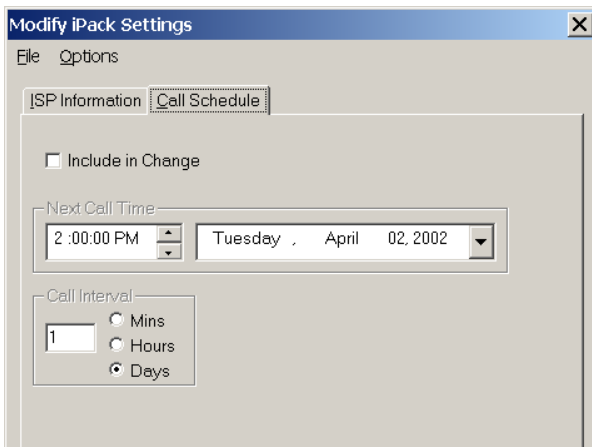 Modify iPack Settings
File Options
ISP Information Call Schedule
Include in Change
Next Call Time
2 :00:00 PM Tuesday , April 02, 2002
Call Interval
1
Mins
Hours
Days